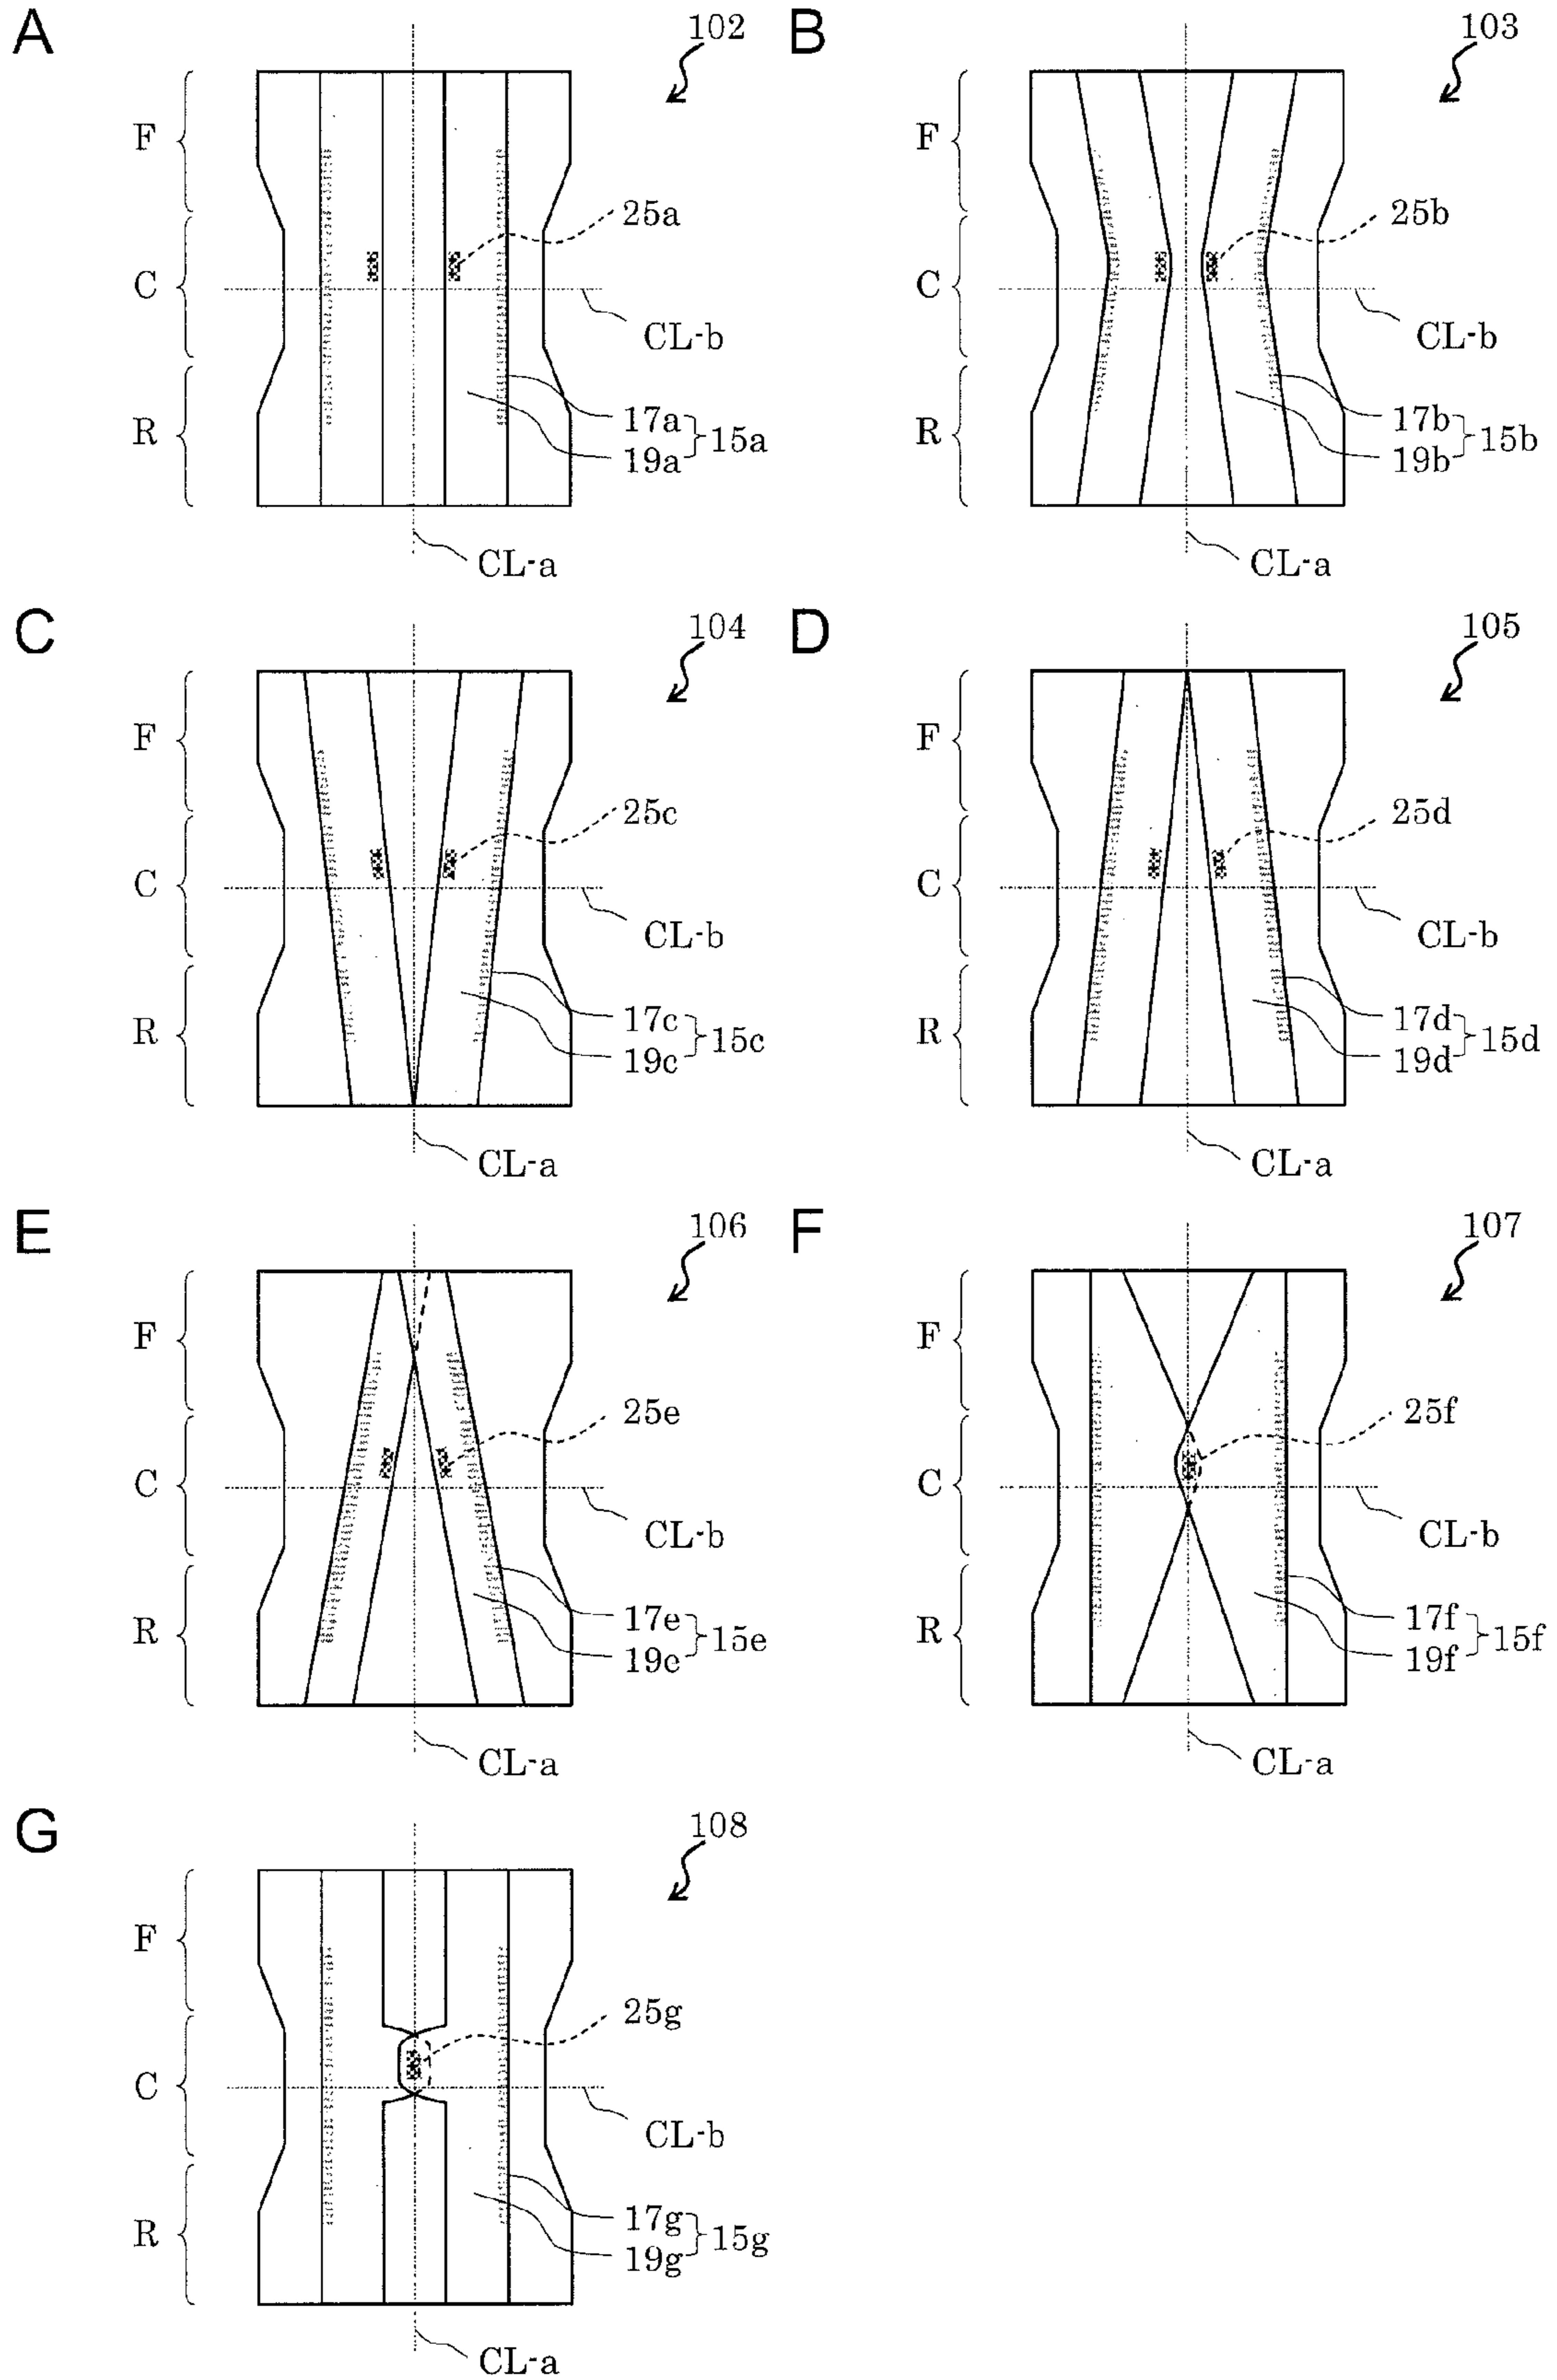 A
102
F
25a
C
CL-b
17a
15a
R
19a
CL-a
B
103
F
25b
C
CL-b
17b
15b
R
19b
CL-a
C
104
F
25c
C
CL-b
17c
15c
R
19c
CL-a
D
105
F
25d
C
CL-b
17d
15d
R
19d
CL-a
E
106
F
25e
C
CL-b
17e
15e
R
19e
CL-a
F
107
F
25f
C
CL-b
17f
15f
R
19f
CL-a
G
108
F
25g
C
CL-b
17g
15g
R
19g
CL-a